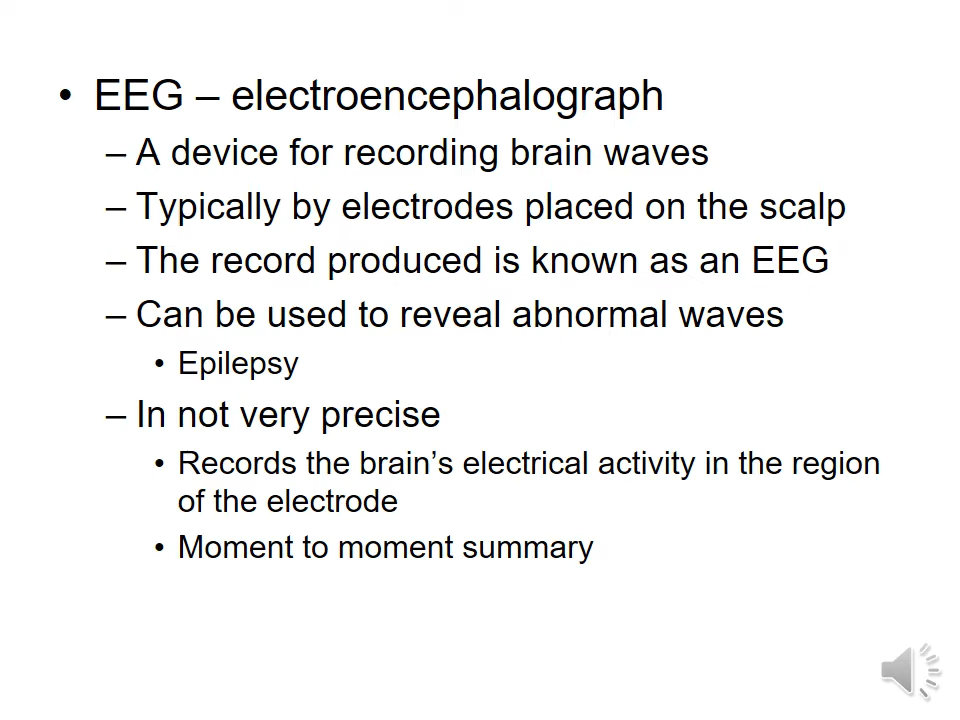 • EEG – electroencephalograph
– A device for recording brain waves
– Typically by electrodes placed on the scalp
– The record produced is known as an EEG
– Can be used to reveal abnormal waves
• Epilepsy
– In not very precise
• Records the brain’s electrical activity in the region
of the electrode
• Moment to moment summary